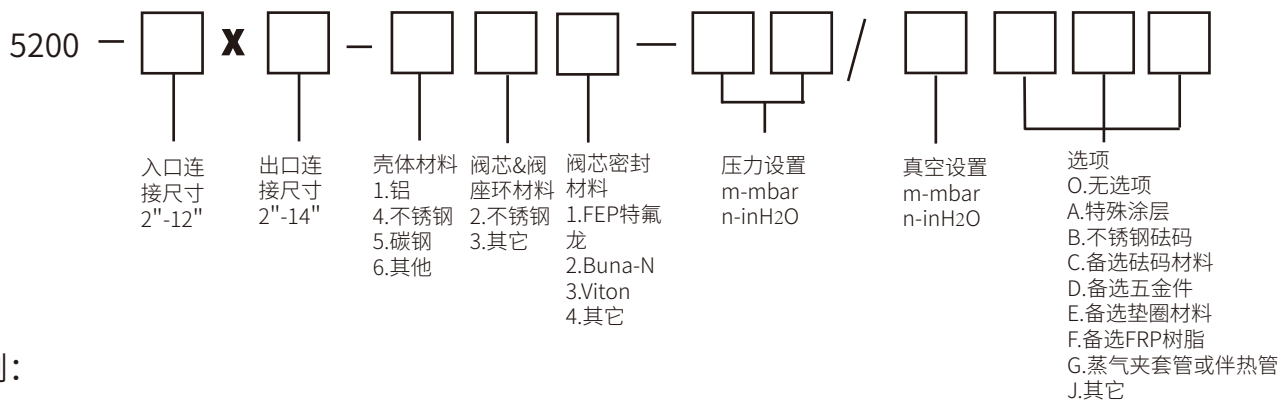 5200 － x － － /
入口连
接尺寸
2"-12"
出口连
接尺寸
2"-14"
壳体材料
1.铝
4.不锈钢
5.碳钢
6.其他
阀芯&阀
座环材料
2.不锈钢
3.其它
阀芯密封
材料
1.FEP特氟
龙
2.Buna-N
3.Viton
4.其它
压力设置
m-mbar
n-inH2O
真空设置
m-mbar
n-inH2O
选项
O.无选项
A.特殊涂层
B.不锈钢砝码
C.备选砝码材料
D.备选五金件
E.备选垫圈材料
F.备选FRP树脂
G.蒸气夹套管或伴热管
J.其它